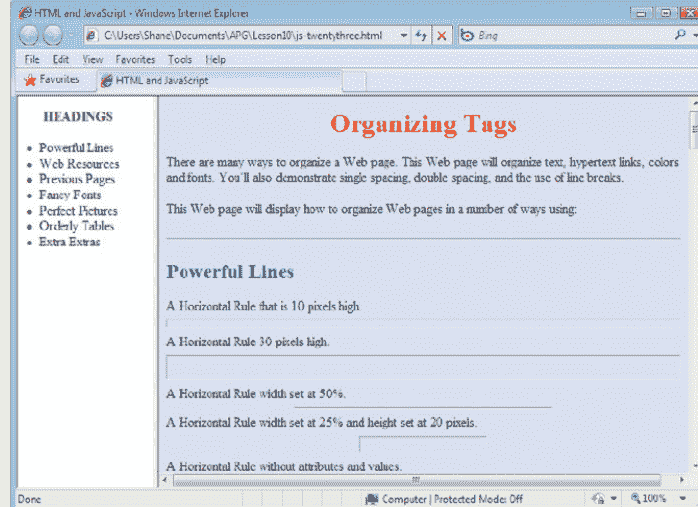 HTML and JavaScript - Windows Internet Explorer
C:\Users\Shane\Documents\APG\Lesson10\js-twentythree.html
Bing
File Edit View Favorites Tools Help
Favorites
HTML and JavaScript
HEADINGS
• Powerful Lines
• Web Resources
• Previous Pages
• Fancy Fonts
• Perfect Pictures
• Orderly Tables
• Extra Extras
Organizing Tags
There are many ways to organize a Web page. This Web page will organize text, hypertext links, colors
and fonts. You'll also demonstrate single spacing, double spacing, and the use of line breaks.
This Web page will display how to organize Web pages in a number of ways using:
Powerful Lines
A Horizontal Rule that is 10 pixels high
A Horizontal Rule 30 pixels high.
A Horizontal Rule width set at 50%.
A Horizontal Rule width set at 25% and height set at 20 pixels.
A Horizontal Rule without attributes and values.
Done
Computer | Protected Mode: Off
100%